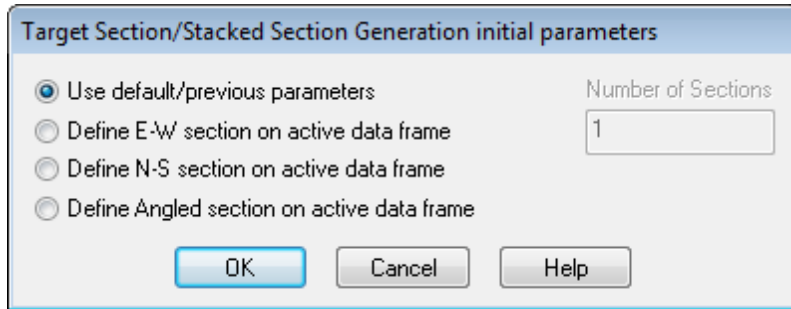 Target Section/Stacked Section Generation initial parameters
Use default/previous parameters
Number of Sections
Define E-W section on active data frame
1
Define N-S section on active data frame
Define Angled section on active data frame
OK
Cancel
Help